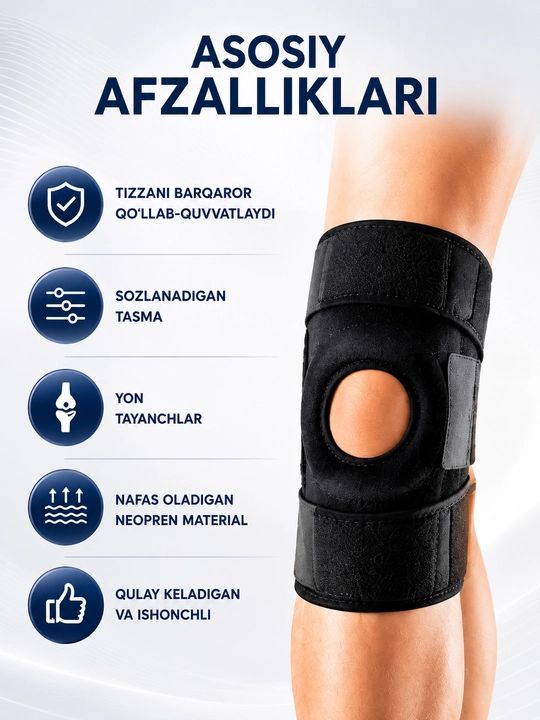 ASOSIY
AFZALLIKLARI
TIZZANI BARQAROR
QO'LLAB-QUVVATLAYDI
SOZLANADIGAN
TASMA
YON
TAYANCHLAR
NAFAS OLADIGAN
NEOPREN MATERIAL
QULAY KELADIGAN
VA ISHONCHLI